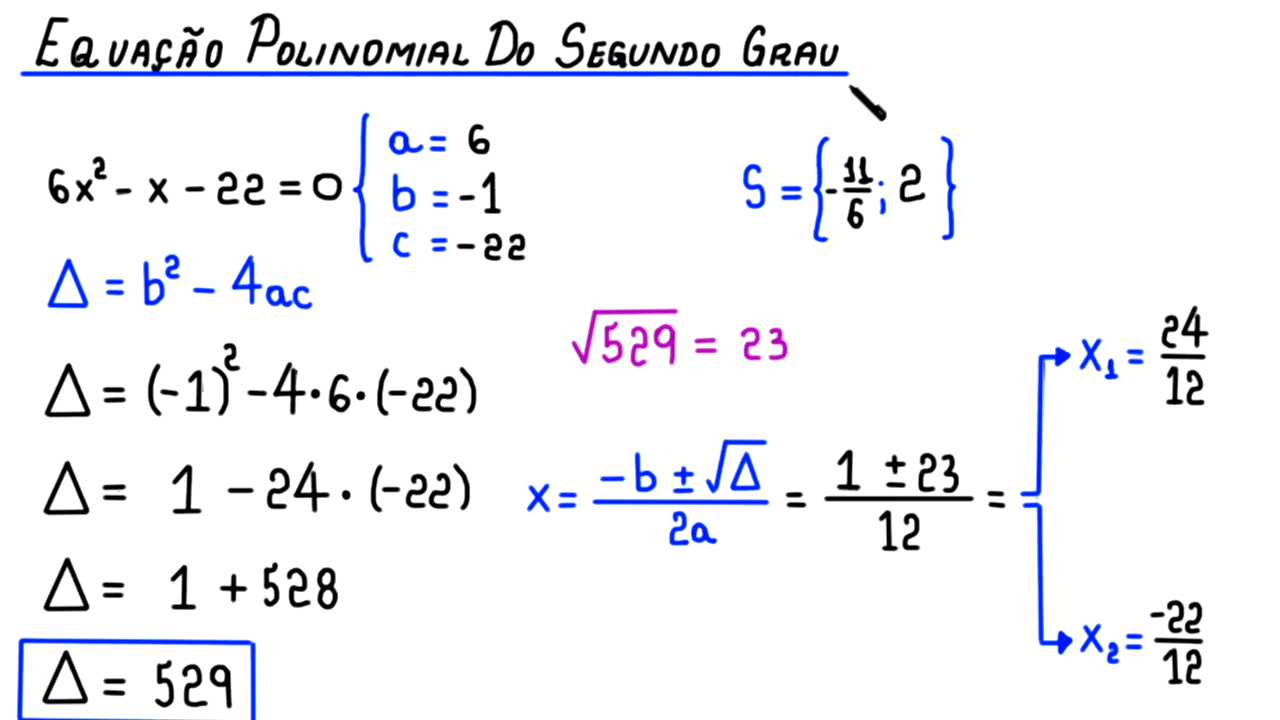 EQUAÇÃO POLINOMIAL DO SEGUNDO GRAU
6x² - x - 22 = 0 { a = 6
b = -1
c = -22
S = { -11/6 ; 2 }
Δ = b² - 4ac
Δ = (-1)² - 4 · 6 · (-22)
Δ = 1 - 24 · (-22)
Δ = 1 + 528
Δ = 529
√529 = 23
x = (-b ± √Δ)/2a = (1 ± 23)/12 =
x₁ = 24/12
x₂ = -22/12